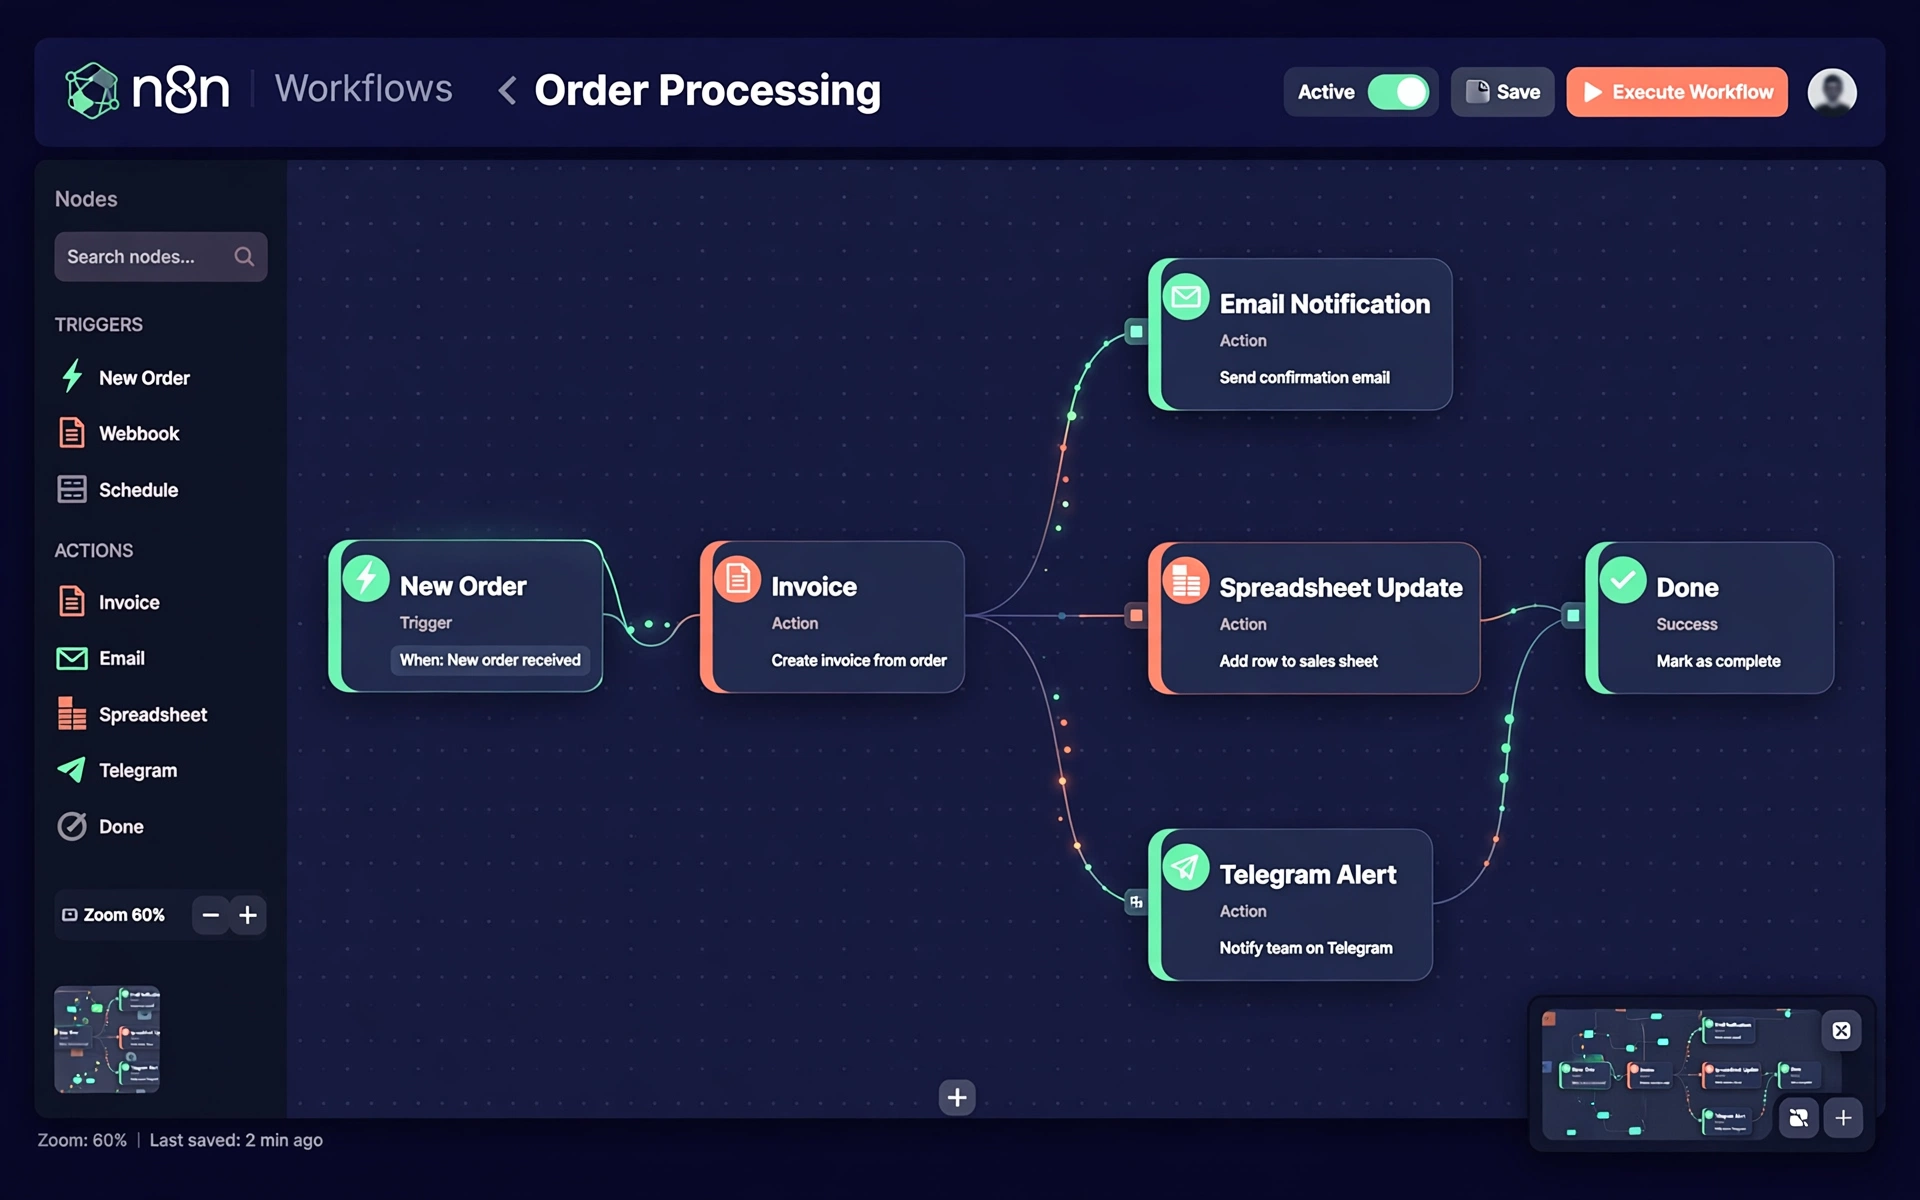 n8n
Workflows
Order Processing
Active
Save
Execute Workflow
Nodes
Search nodes...
TRIGGERS
New Order
Webbook
Schedule
ACTIONS
Invoice
Email
Spreadsheet
Telegram
Done
Zoom 60%
New Order
Trigger
When: New order received
Invoice
Action
Create invoice from order
Email Notification
Action
Send confirmation email
Spreadsheet Update
Action
Add row to sales sheet
Telegram Alert
Action
Notify team on Telegram
Done
Success
Mark as complete
Zoom: 60% | Last saved: 2 min ago